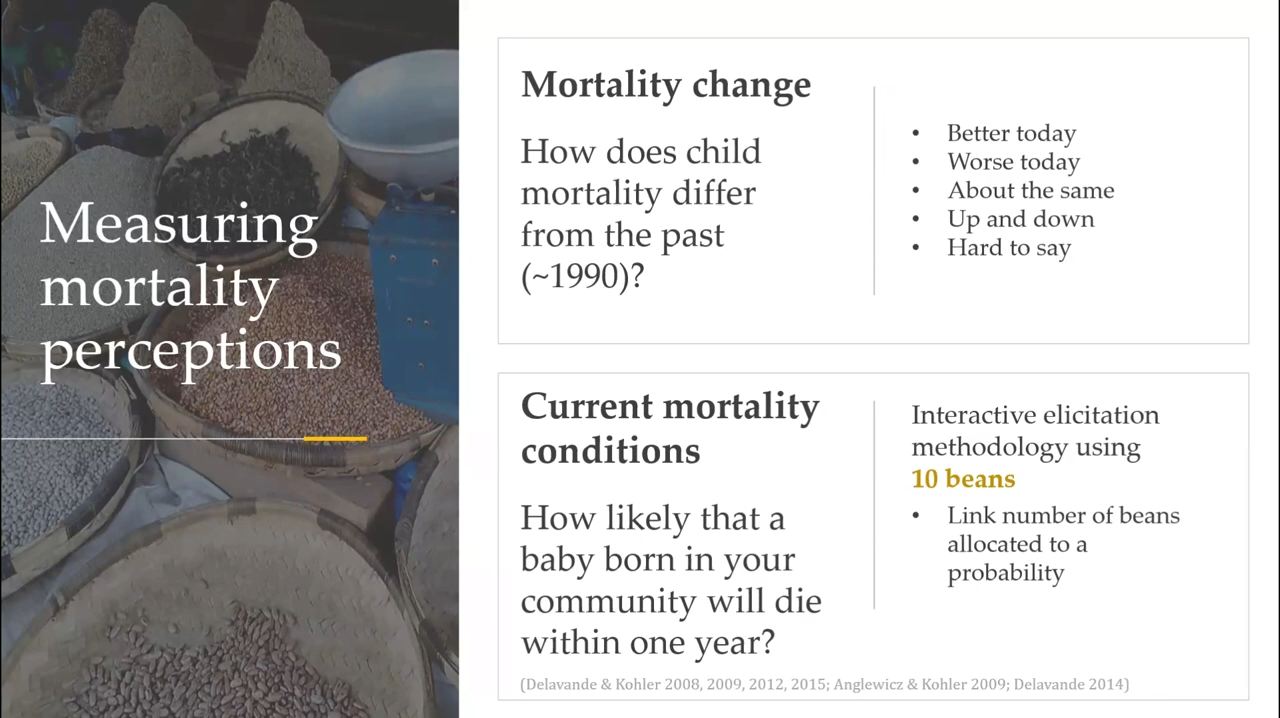 Measuring
mortality
perceptions
Mortality change
How does child
mortality differ
from the past
(~1990)?
• Better today
• Worse today
• About the same
• Up and down
• Hard to say
Current mortality
conditions
How likely that a
baby born in your
community will die
within one year?
Interactive elicitation
methodology using
10 beans
• Link number of beans
allocated to a
probability
(Delavande & Kohler 2008, 2009, 2012, 2015; Anglewicz & Kohler 2009; Delavande 2014)